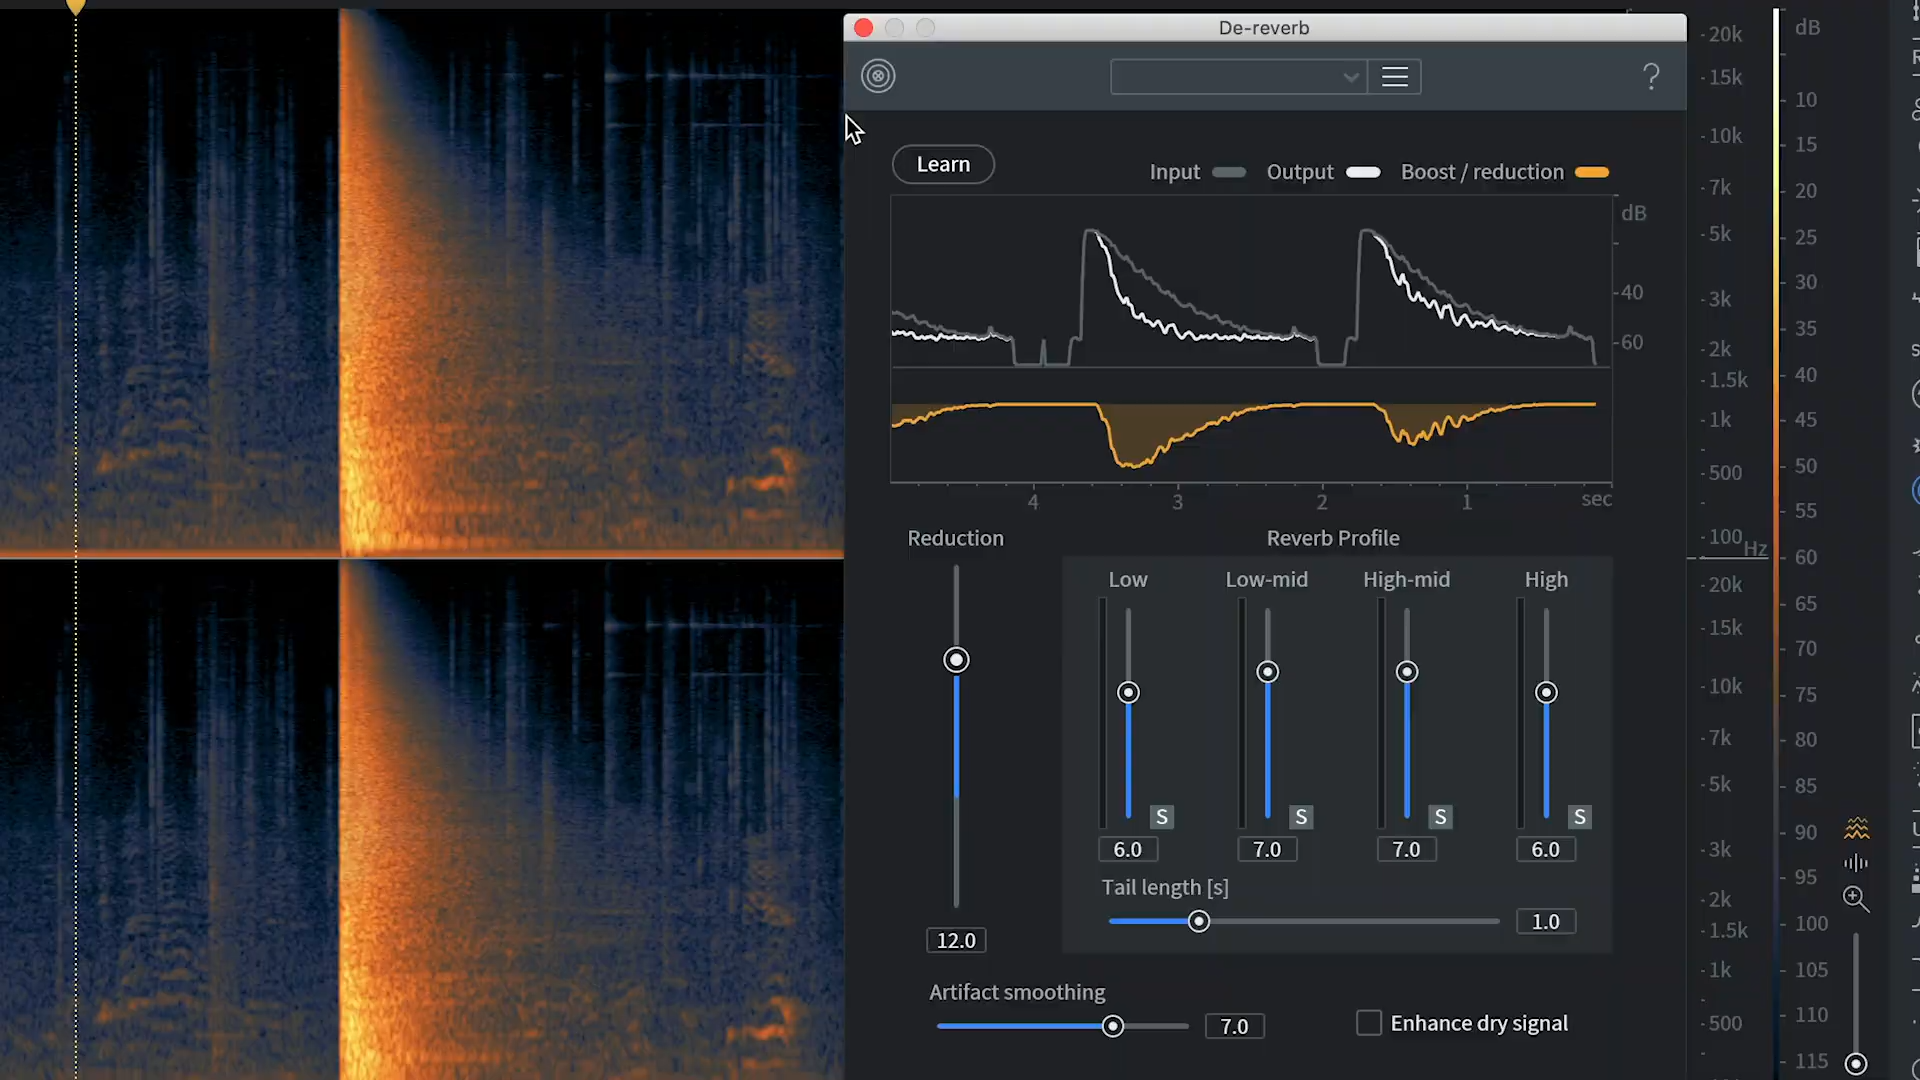 De-reverb
?
Learn
Input Output Boost / reduction
dB
-40
-60
4 3 2 1 sec
Reduction
Reverb Profile
Low Low-mid High-mid High
S S S S
6.0 7.0 7.0 6.0
Tail length [s]
1.0
12.0
Artifact smoothing
7.0
Enhance dry signal
-20k
-15k
-10k
-7k
-5k
-3k
-2k
-1.5k
-1k
-500
-100
Hz
-20k
-15k
-10k
-7k
-5k
-3k
-2k
-1.5k
-1k
-500
dB
10
15
20
25
30
35
40
45
50
55
60
65
70
75
80
85
90
95
100
105
110
115